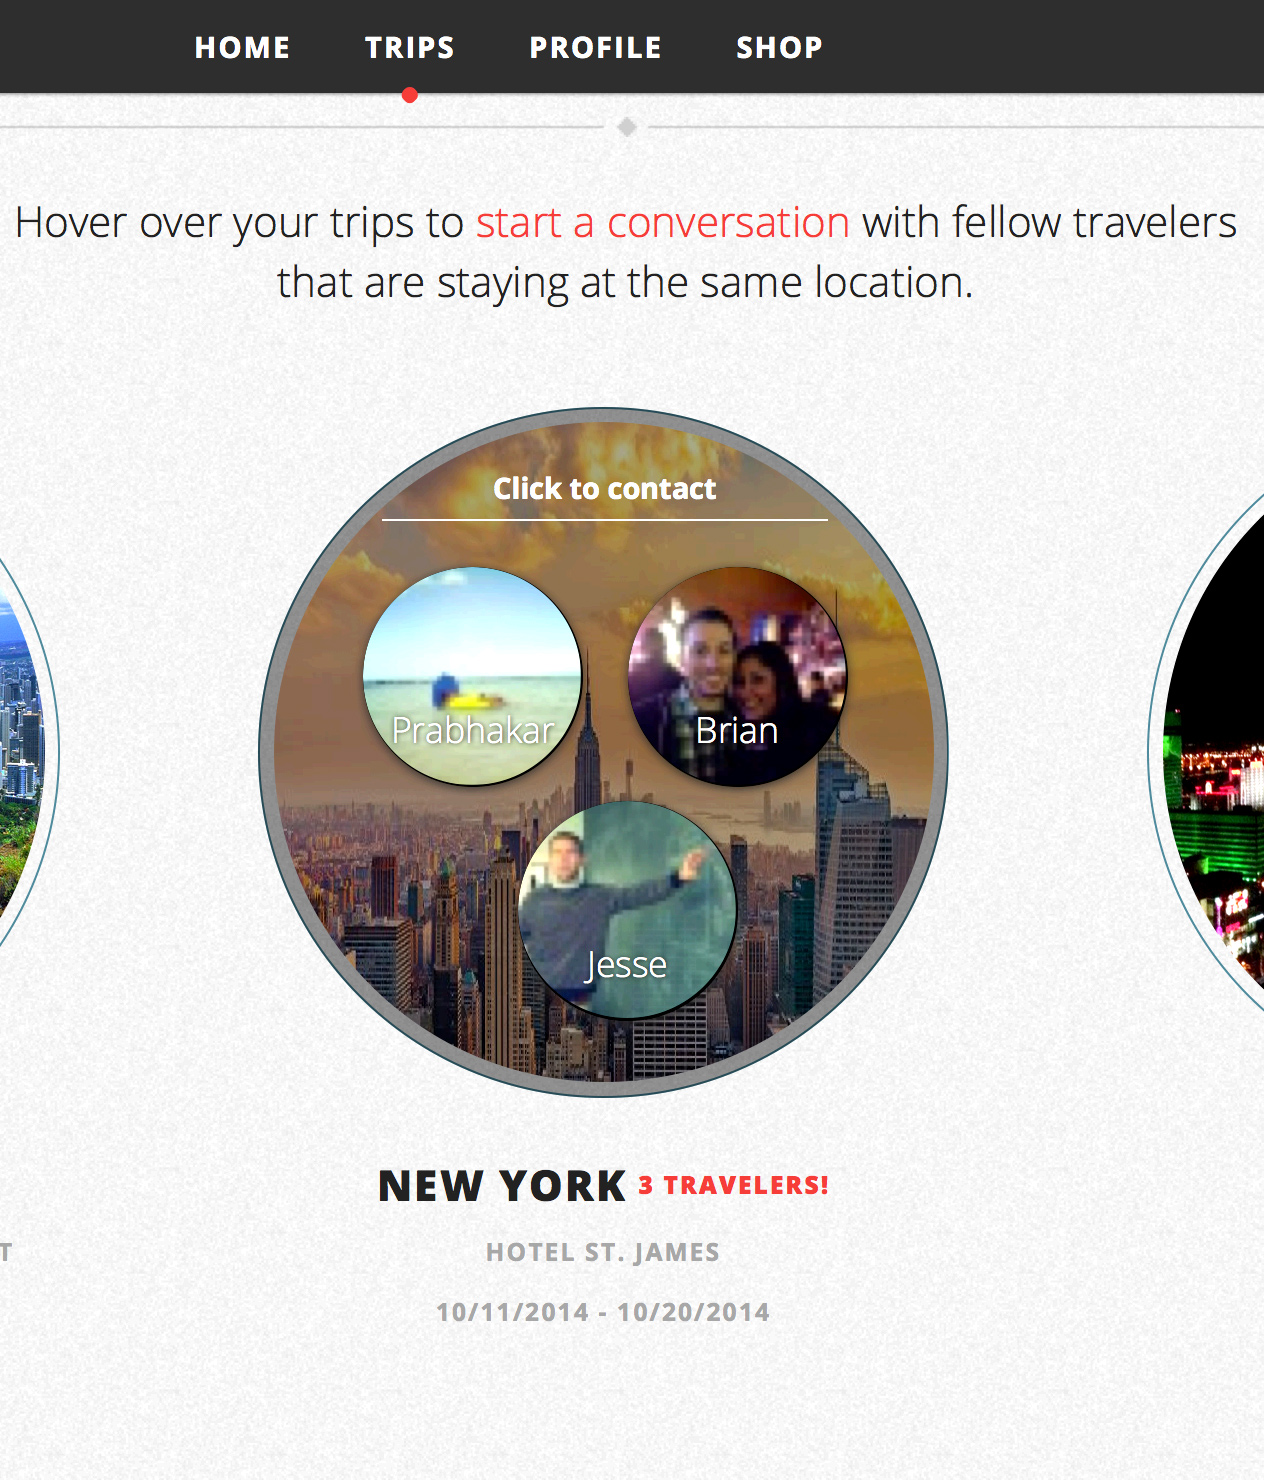 HOME TRIPS PROFILE SHOP
Hover over your trips to start a conversation with fellow travelers
that are staying at the same location.
Click to contact
Prabhakar Brian
Jesse
NEW YORK 3 TRAVELERS!
T HOTEL ST. JAMES
10/11/2014 - 10/20/2014